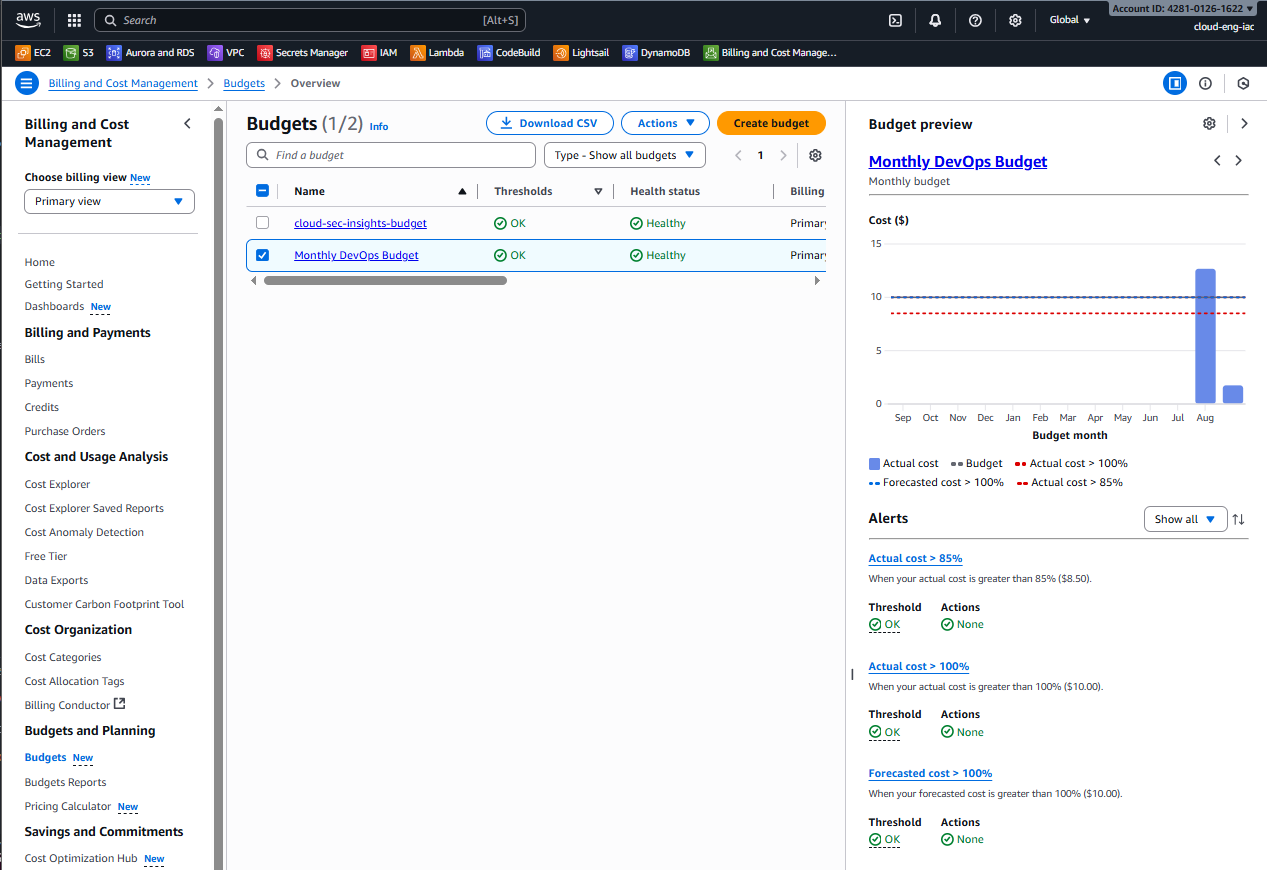 aws
Search [Alt+S]
Global
Account ID: 4281-0126-1622
cloud-eng-iac
EC2 S3 Aurora and RDS VPC Secrets Manager IAM Lambda CodeBuild Lightsail DynamoDB Billing and Cost Manage...
Billing and Cost Management > Budgets > Overview
Billing and Cost
Management
Choose billing view New
Primary view
Home
Getting Started
Dashboards New
Billing and Payments
Bills
Payments
Credits
Purchase Orders
Cost and Usage Analysis
Cost Explorer
Cost Explorer Saved Reports
Cost Anomaly Detection
Free Tier
Data Exports
Customer Carbon Footprint Tool
Cost Organization
Cost Categories
Cost Allocation Tags
Billing Conductor
Budgets and Planning
Budgets New
Budgets Reports
Pricing Calculator New
Savings and Commitments
Cost Optimization Hub New
Budgets (1/2) Info
Download CSV
Actions
Create budget
Find a budget
Type - Show all budgets
1
Name Thresholds Health status Billing
cloud-sec-insights-budget OK Healthy Primary
Monthly DevOps Budget OK Healthy Primary
Budget preview
Monthly DevOps Budget
Monthly budget
Cost ($)
15
10
5
0
Sep Oct Nov Dec Jan Feb Mar Apr May Jun Jul Aug
Budget month
Actual cost Budget Actual cost > 100%
Forecasted cost > 100% Actual cost > 85%
Alerts
Show all
Actual cost > 85%
When your actual cost is greater than 85% ($8.50).
Threshold Actions
OK None
Actual cost > 100%
When your actual cost is greater than 100% ($10.00).
Threshold Actions
OK None
Forecasted cost > 100%
When your forecasted cost is greater than 100% ($10.00).
Threshold Actions
OK None